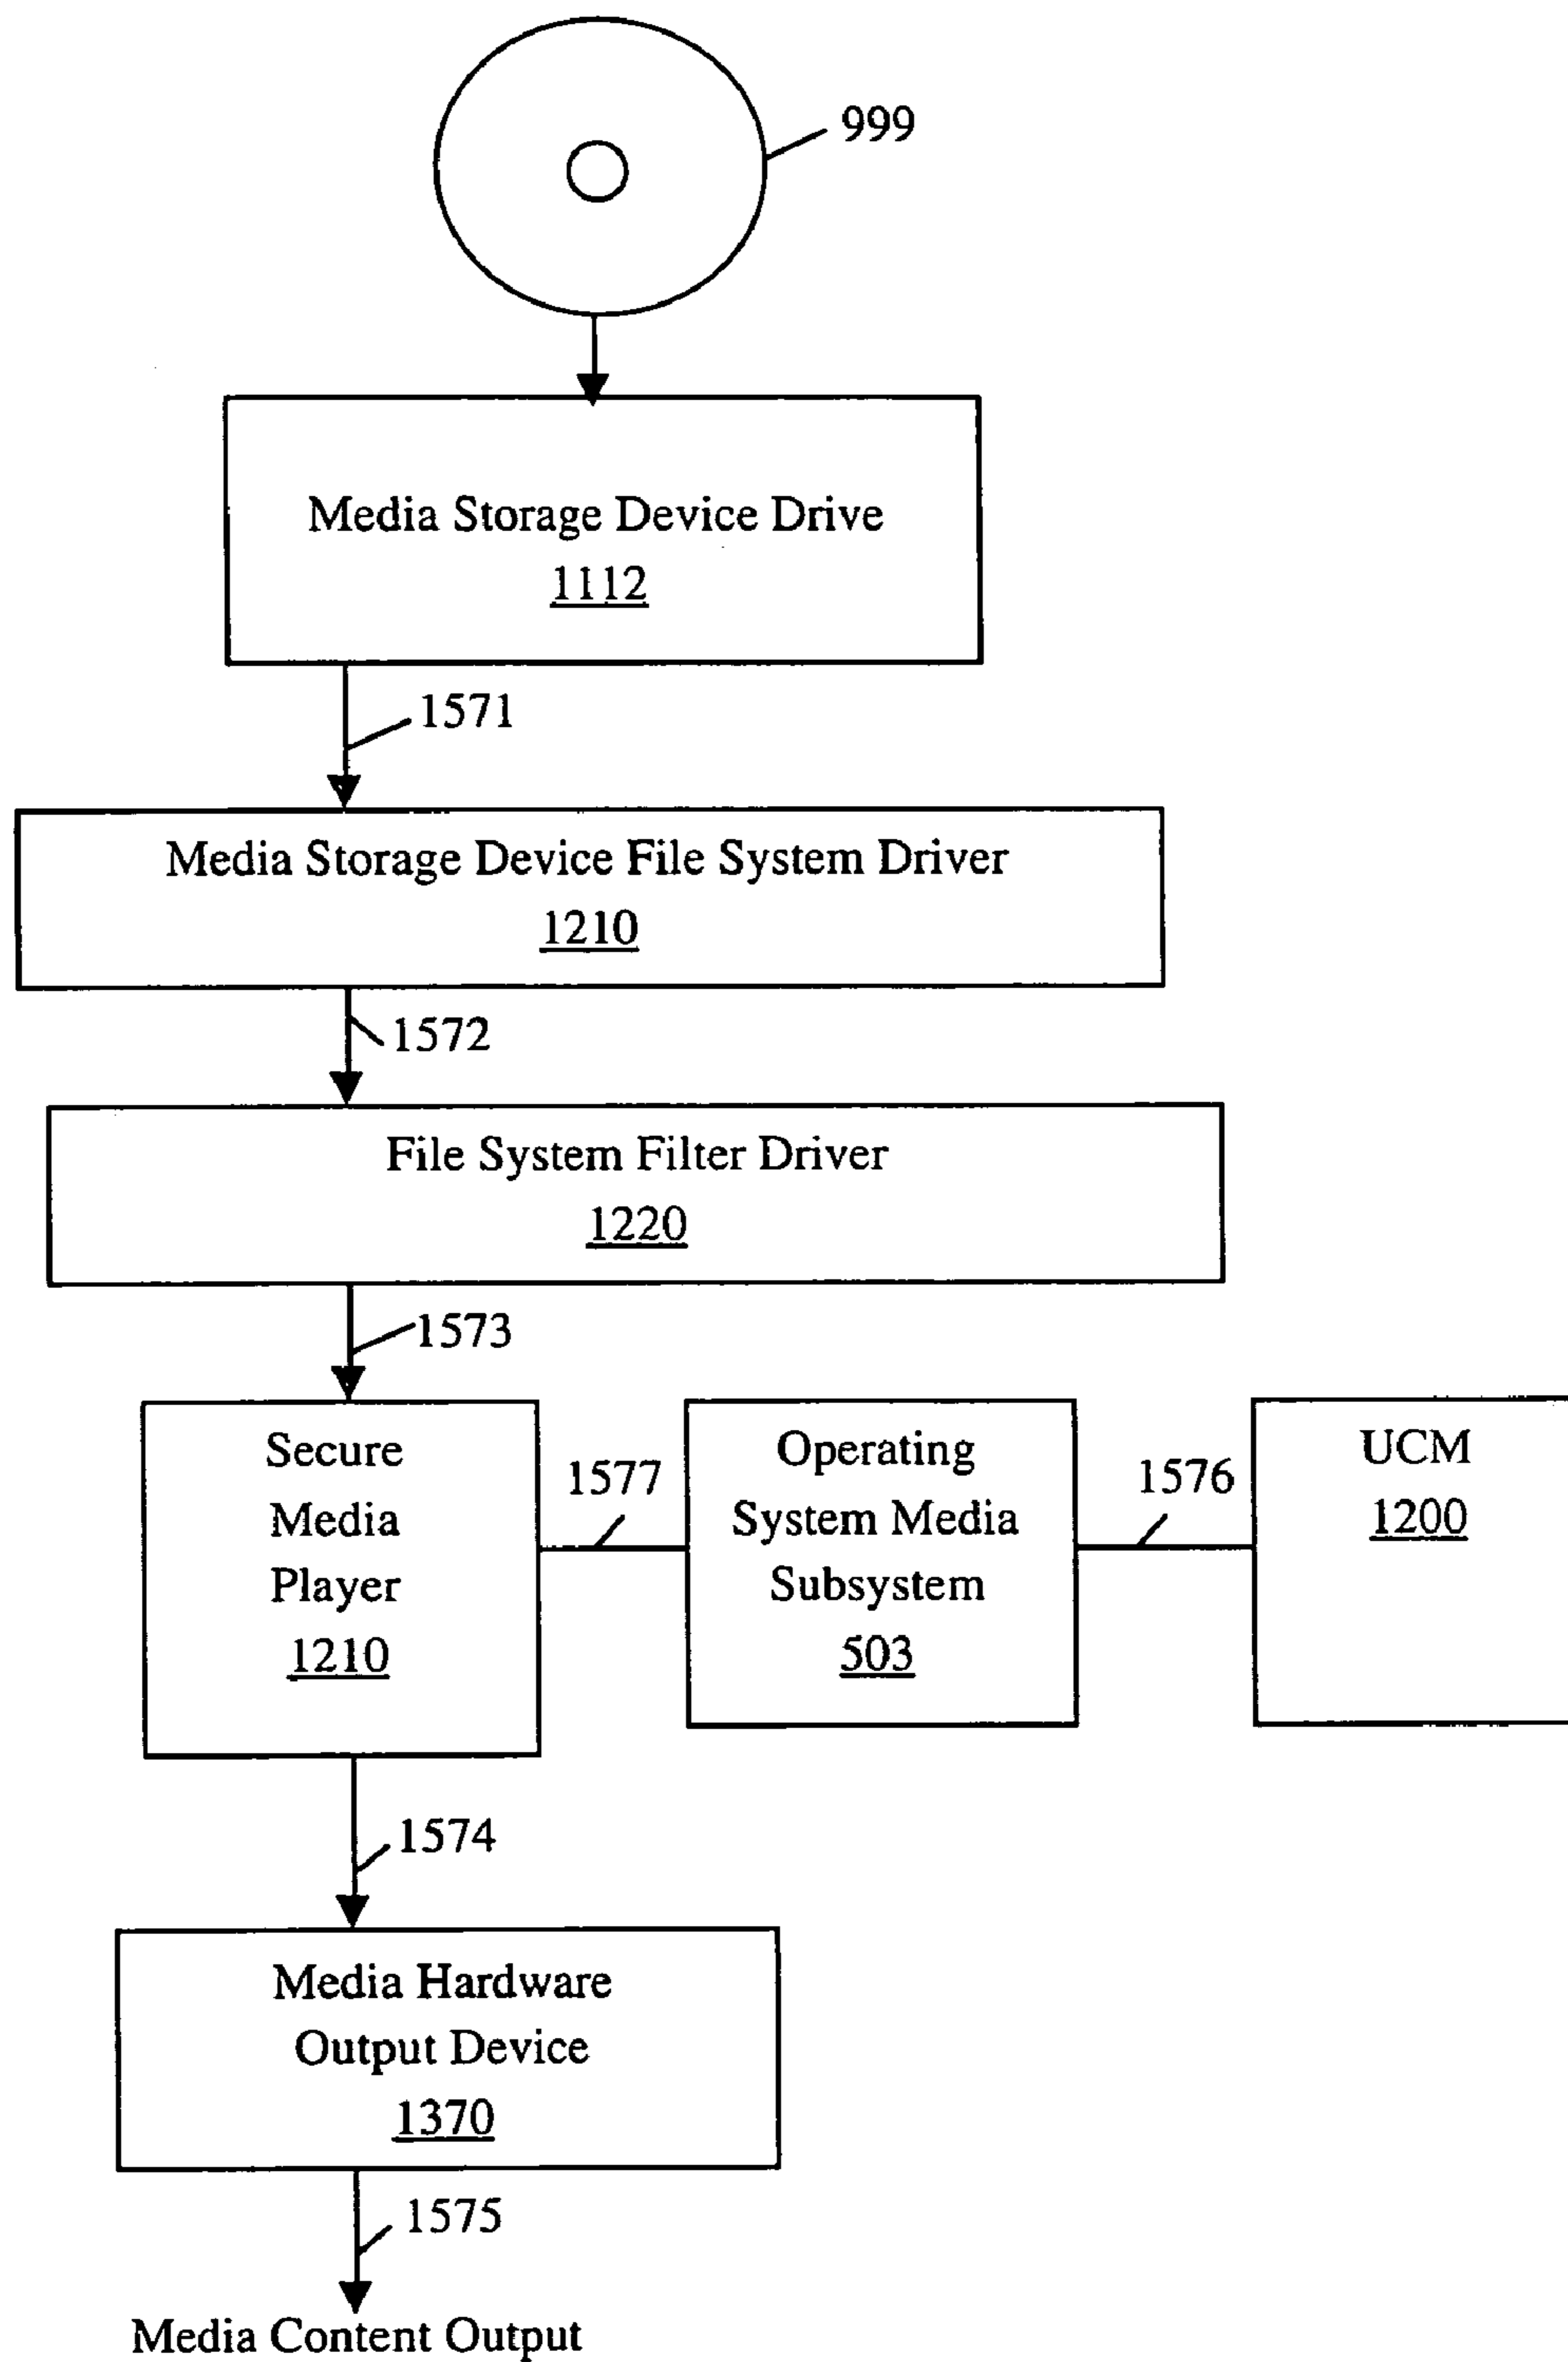 999
Media Storage Device Drive
1112
1571
Media Storage Device File System Driver
1210
1572
File System Filter Driver
1220
1573
Secure
Media
Player
1210
1577
Operating
System Media
Subsystem
503
1576
UCM
1200
1574
Media Hardware
Output Device
1370
1575
Media Content Output